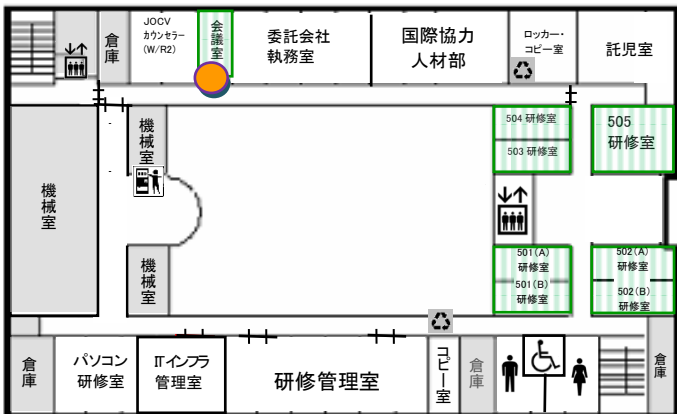 倉庫
JOCV
カウンセラー
(W/R2)
会議室
委託会社
執務室
国際協力
人材部
ロッカー・
コピー室
託児室
機械室
機械室
機械室
504 研修室
503 研修室
505
研修室
501(A)
研修室
501(B)
研修室
502(A)
研修室
502(B)
研修室
倉庫
パソコン
研修室
ITインフラ
管理室
研修管理室
コピー室
倉庫
倉庫